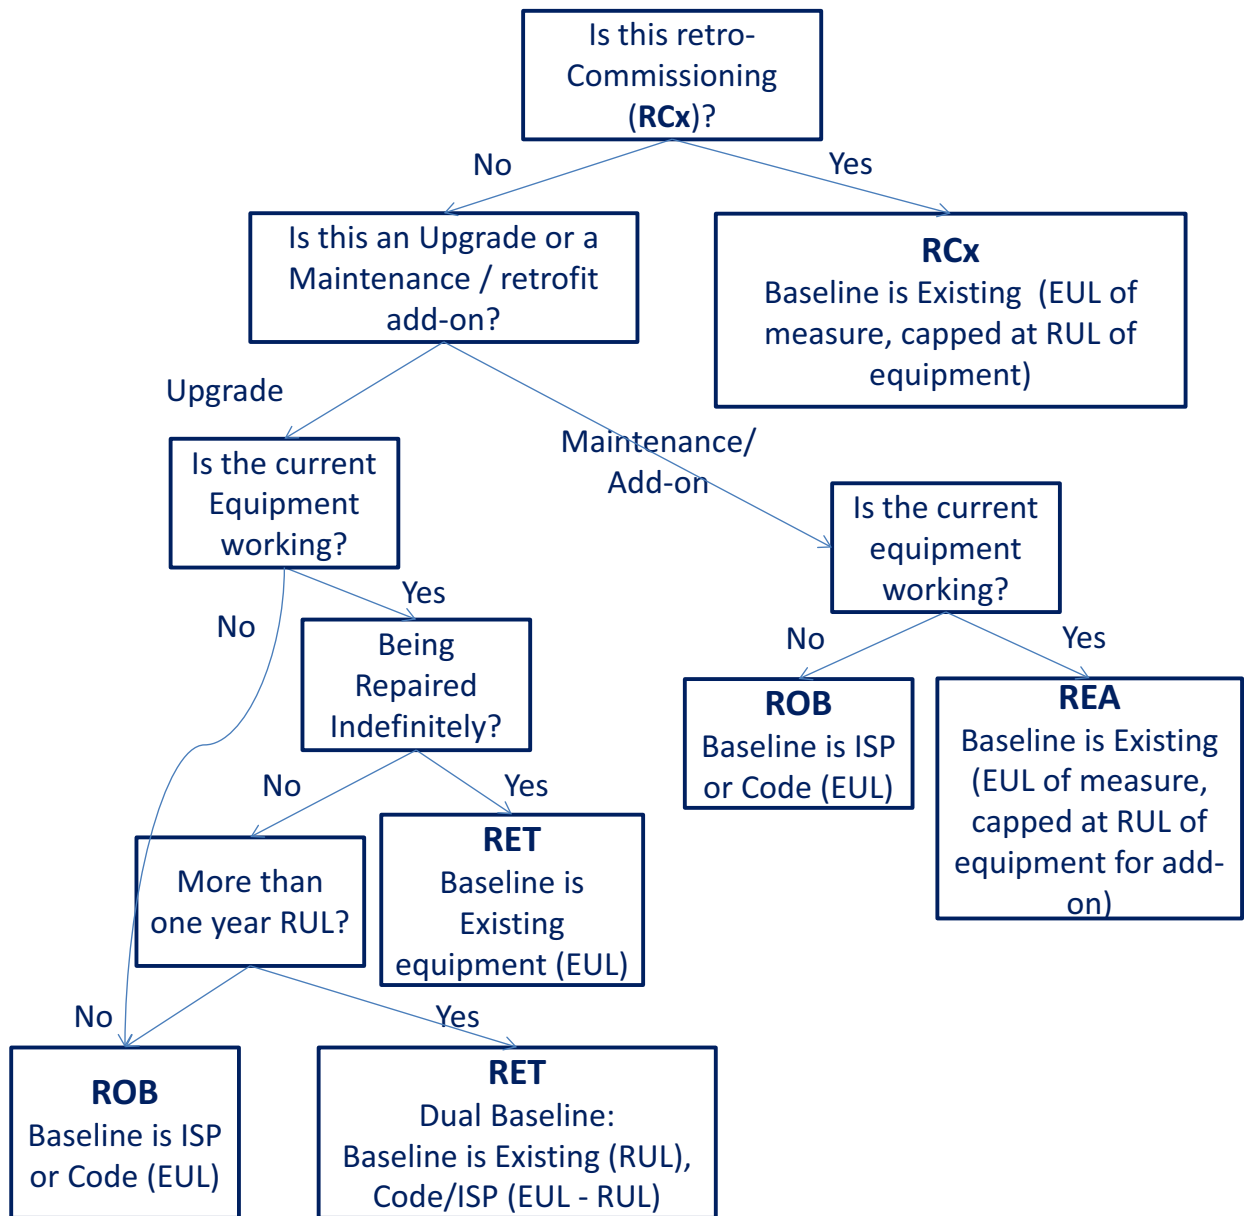 Is this retro-
Commissioning
(RCx)?
No
Yes
Is this an Upgrade or a
Maintenance / retrofit
add-on?
RCx
Baseline is Existing (EUL of
measure, capped at RUL of
equipment)
Upgrade
Maintenance/
Add-on
Is the current
Equipment
working?
Is the current
equipment
working?
No
Yes
No
Yes
Being
Repaired
Indefinitely?
ROB
Baseline is ISP
or Code (EUL)
REA
Baseline is Existing
(EUL of measure,
capped at RUL of
equipment for add-
on)
No
Yes
More than
one year RUL?
RET
Baseline is
Existing
equipment (EUL)
No
Yes
ROB
Baseline is ISP
or Code (EUL)
RET
Dual Baseline:
Baseline is Existing (RUL),
Code/ISP (EUL - RUL)